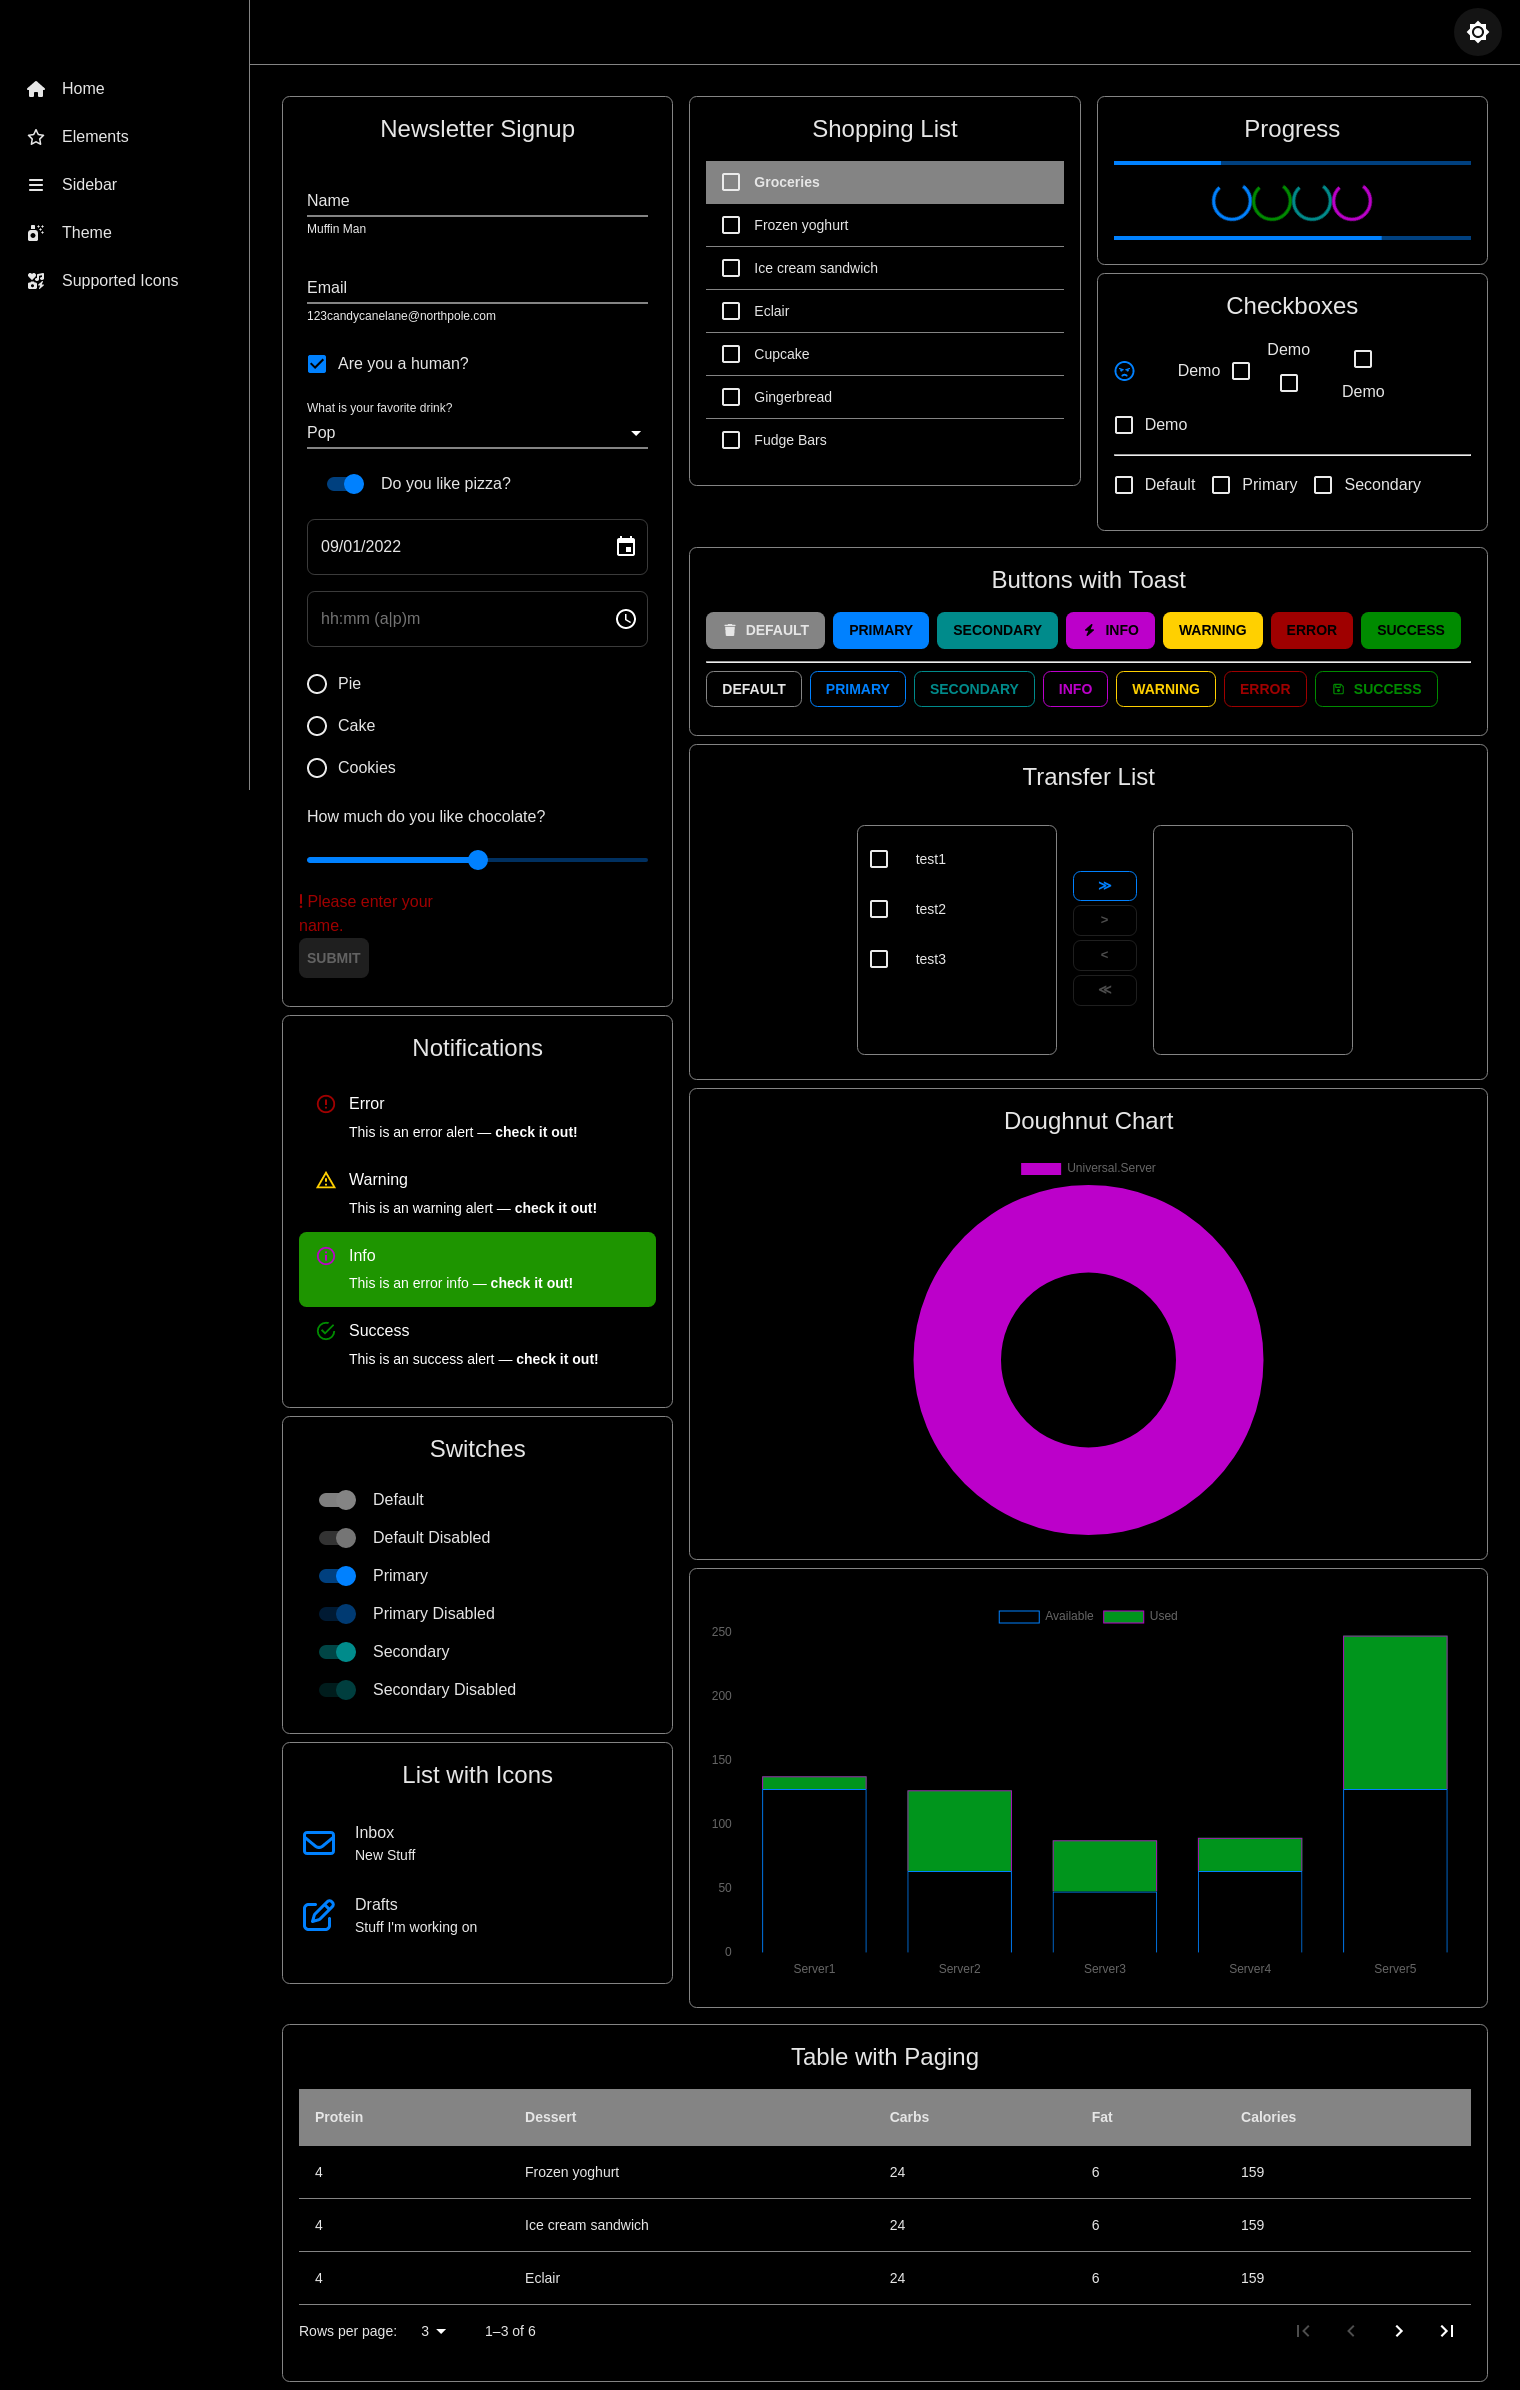 Home
Elements
Sidebar
Theme
Supported Icons
Newsletter Signup
Name
Muffin Man
Email
123candycanelane@northpole.com
Are you a human?
What is your favorite drink?
Pop
Do you like pizza?
09/01/2022
hh:mm (a|p)m
Pie
Cake
Cookies
How much do you like chocolate?
! Please enter your
name.
SUBMIT
Notifications
Error
This is an error alert — check it out!
Warning
This is an warning alert — check it out!
Info
This is an error info — check it out!
Success
This is an success alert — check it out!
Switches
Default
Default Disabled
Primary
Primary Disabled
Secondary
Secondary Disabled
List with Icons
Inbox
New Stuff
Drafts
Stuff I'm working on
Shopping List
Groceries
Frozen yoghurt
Ice cream sandwich
Eclair
Cupcake
Gingerbread
Fudge Bars
Progress
Checkboxes
Demo
Demo
Demo
Demo
Default Primary Secondary
Buttons with Toast
DEFAULT PRIMARY SECONDARY INFO WARNING ERROR SUCCESS
DEFAULT PRIMARY SECONDARY INFO WARNING ERROR SUCCESS
Transfer List
test1
test2
test3
≫
>
<
≪
Doughnut Chart
Universal.Server
Available Used
250
200
150
100
50
0
Server1 Server2 Server3 Server4 Server5
Table with Paging
Protein Dessert Carbs Fat Calories
4 Frozen yoghurt 24 6 159
4 Ice cream sandwich 24 6 159
4 Eclair 24 6 159
Rows per page: 3 1–3 of 6